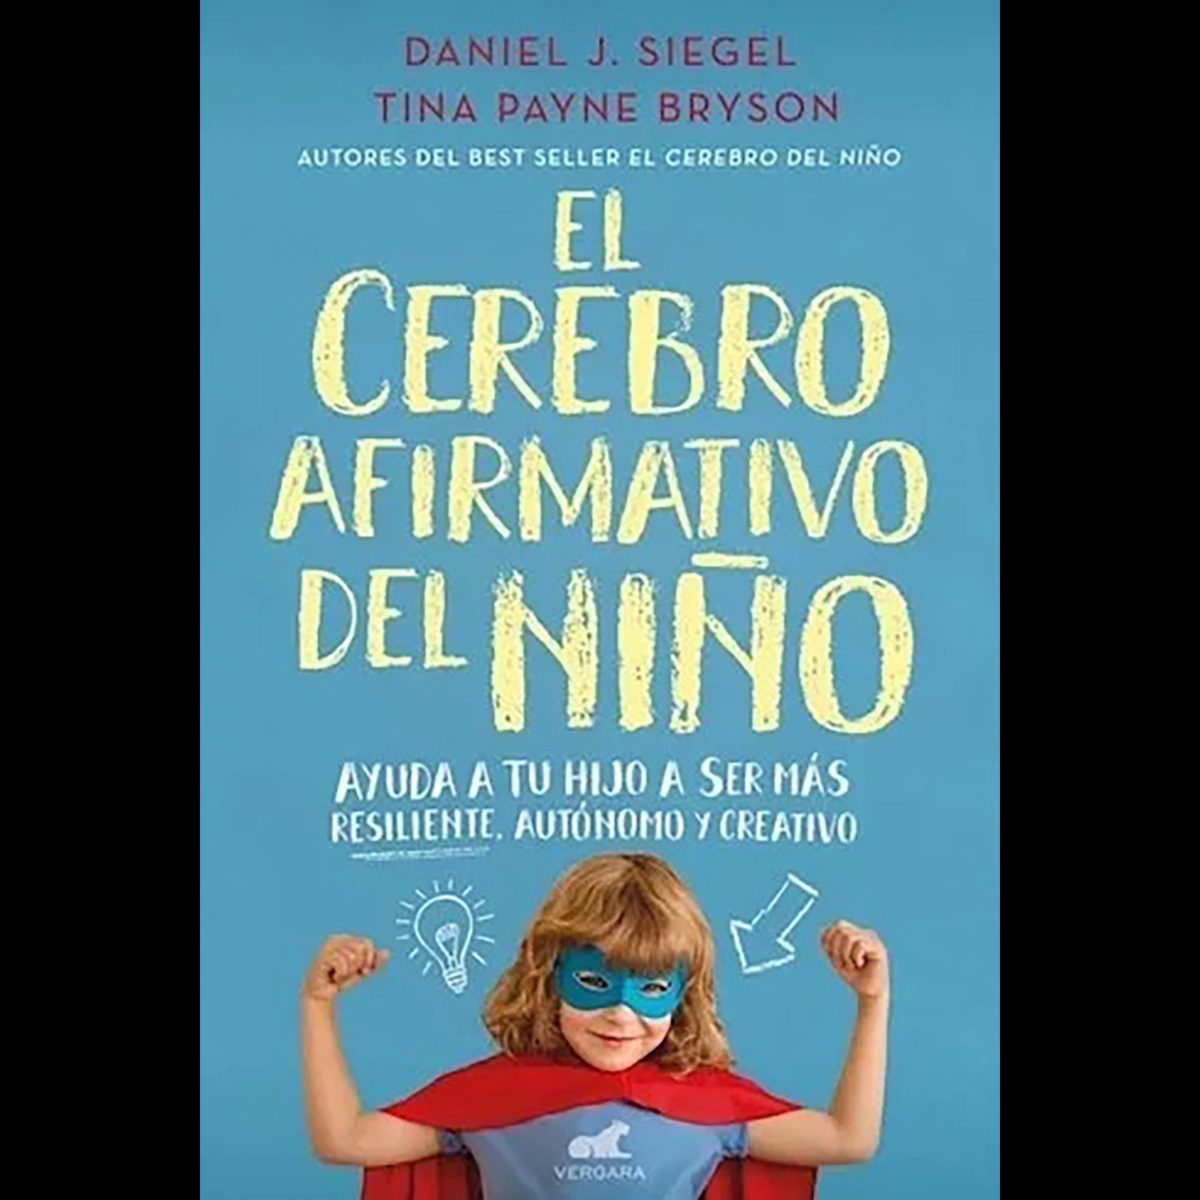 DANIEL J. SIEGEL
TINA PAYNE BRYSON
AUTORES DEL BEST SELLER EL CEREBRO DEL NIÑO
EL
CEREBRO
AFIRMATIVO
DEL NIÑO
AYUDA A TU HIJO A SER MÁS
RESILIENTE, AUTÓNOMO Y CREATIVO
VERGARA